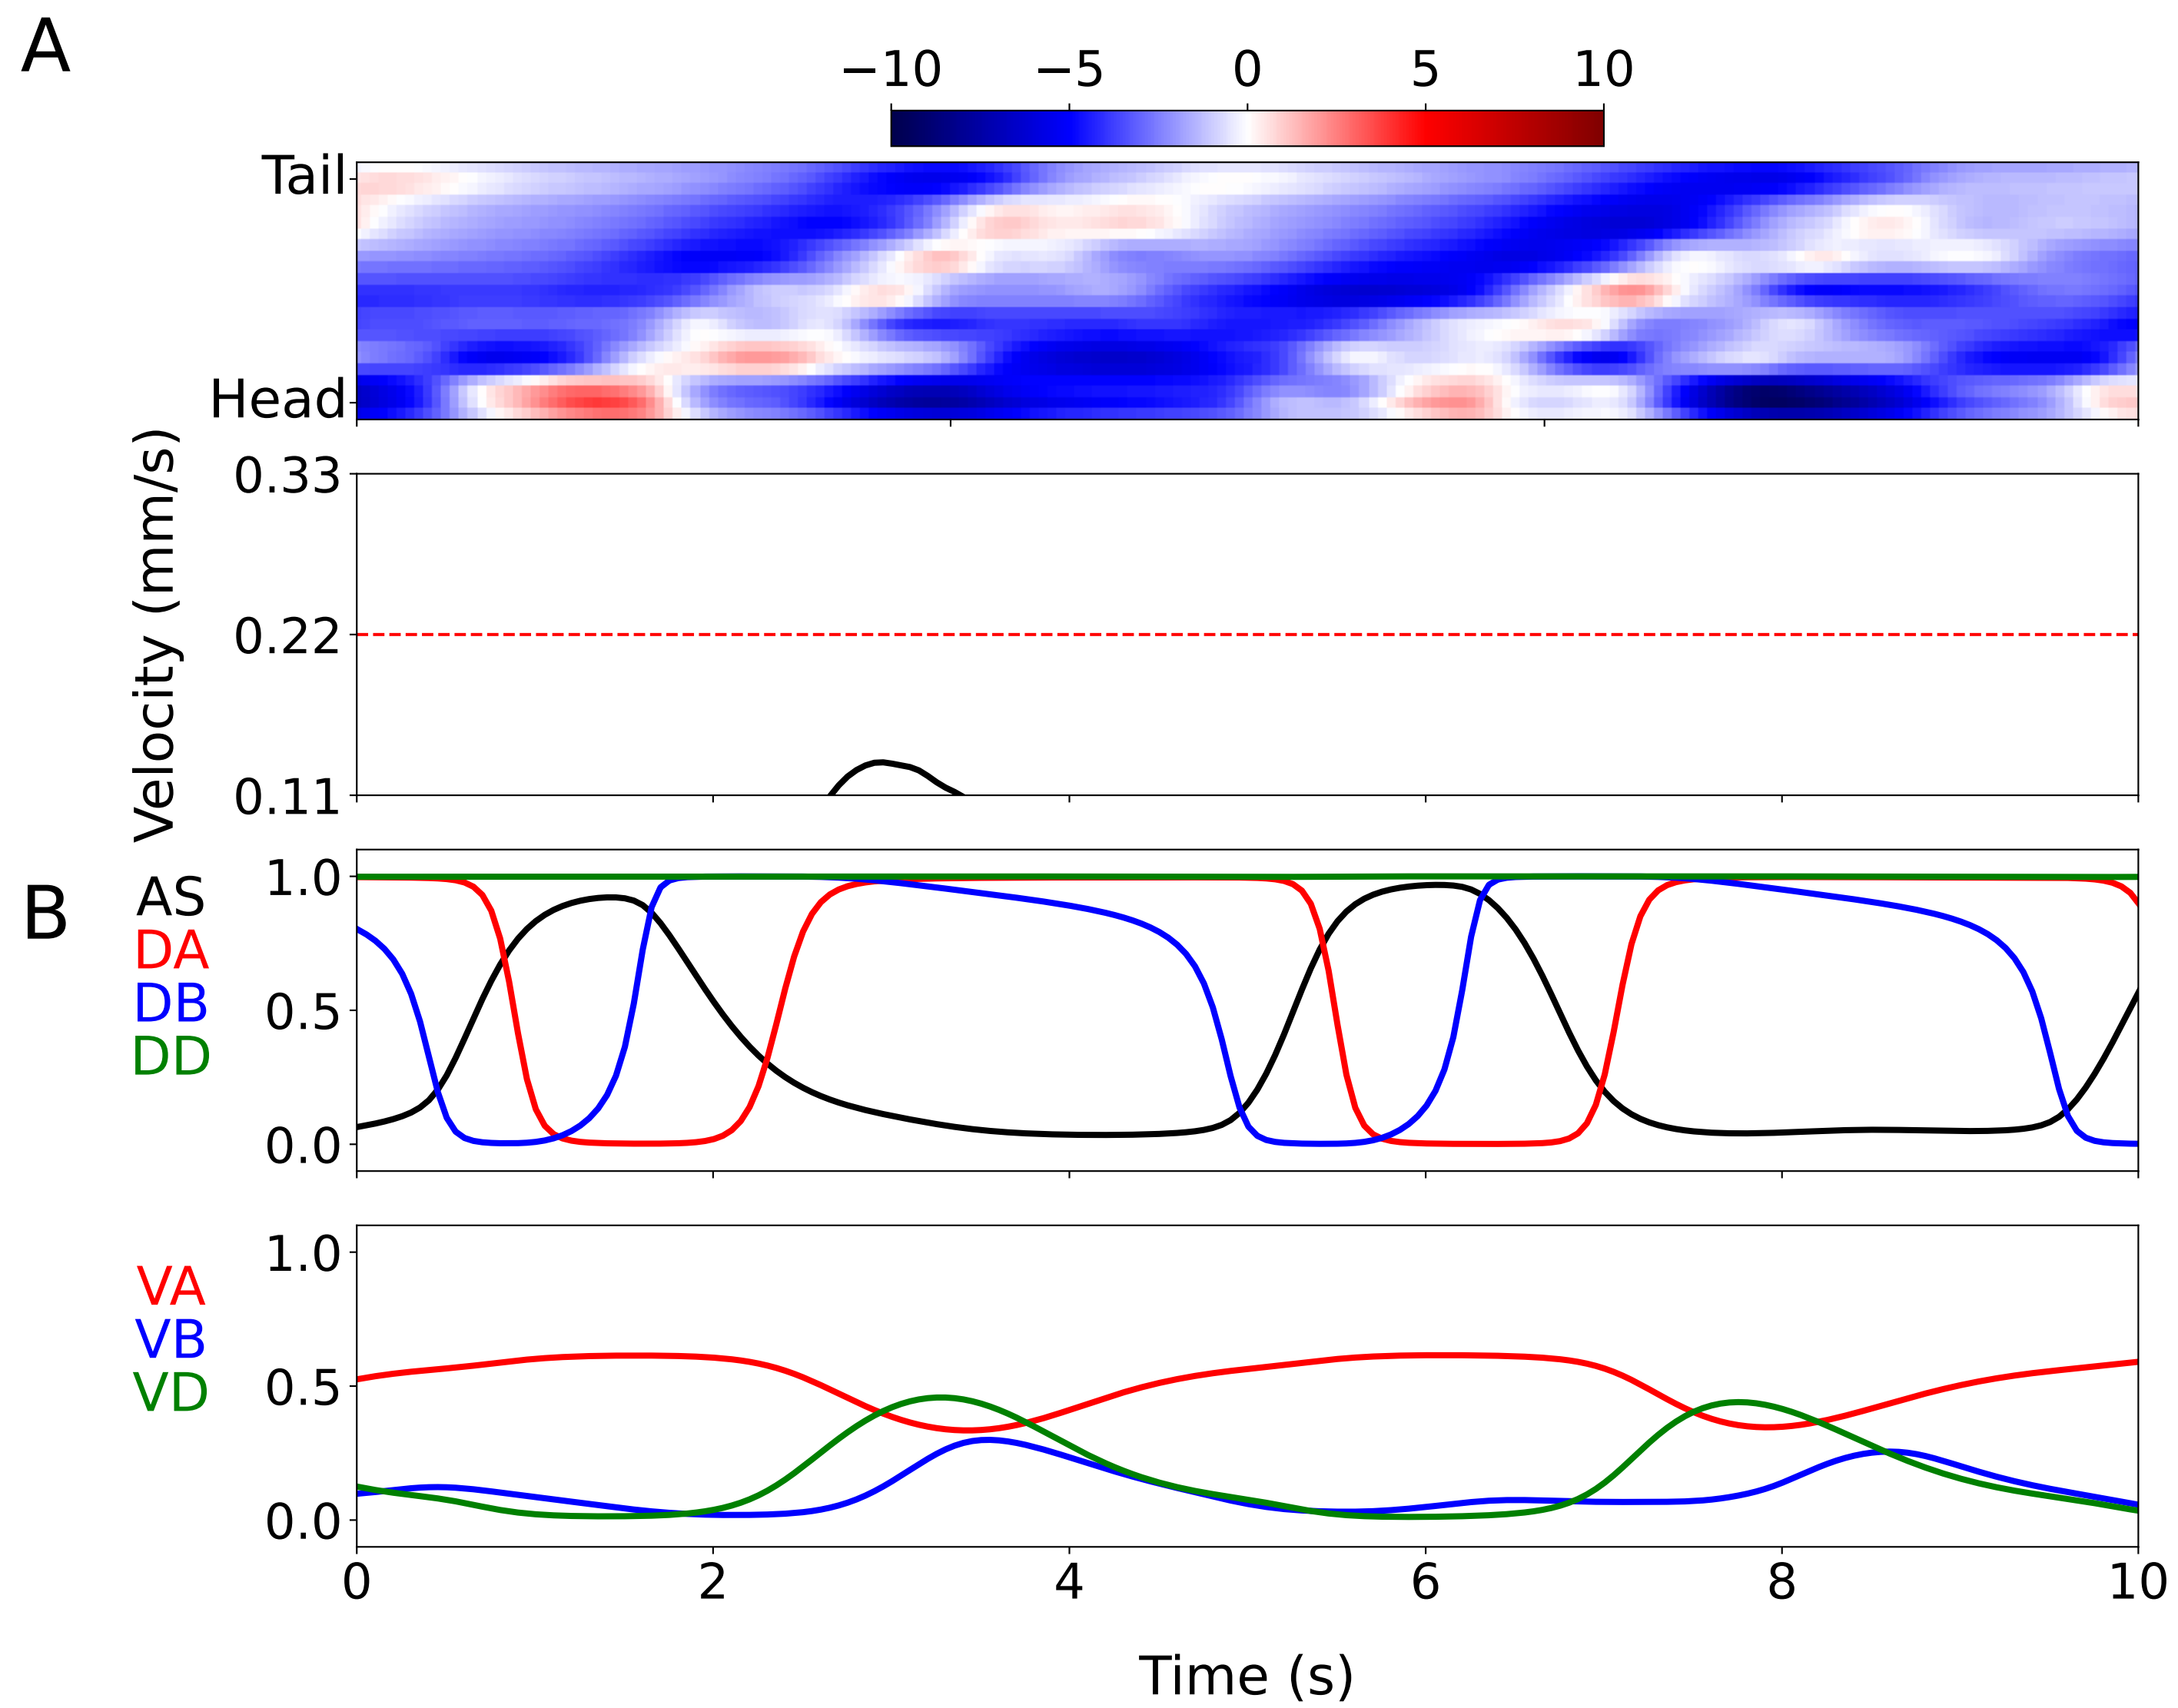 A
−10 −5 0 5 10
Tail
Head
Velocity (mm/s)
0.33
0.22
0.11
B
AS
DA
DB
DD
1.0
0.5
0.0
VA
VB
VD
1.0
0.5
0.0
0 2 4 6 8 10
Time (s)